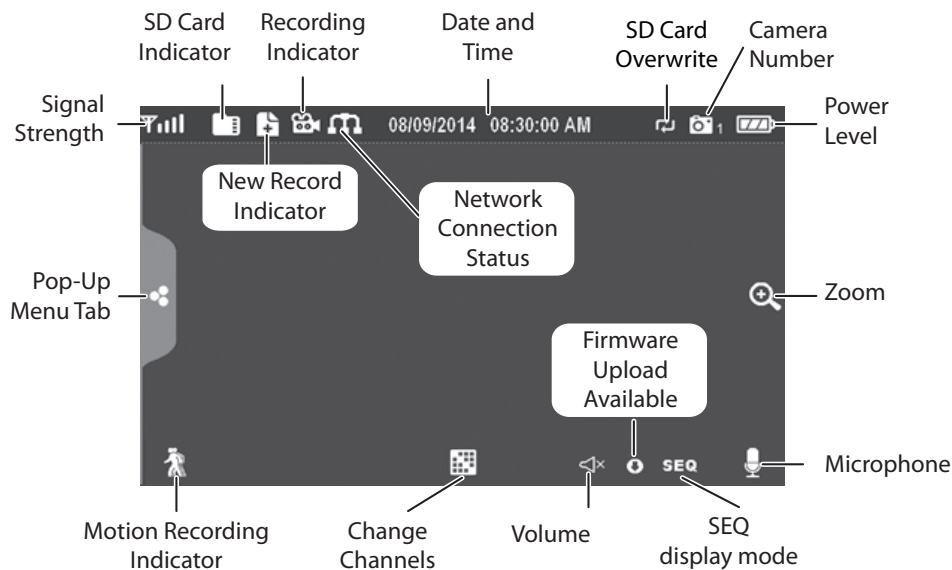 SD Card
Indicator
Recording
Indicator
Date and
Time
SD Card
Overwrite
Camera
Number
Signal
Strength
08/09/2014 08:30:00 AM
1
Power
Level
New Record
Indicator
Network
Connection
Status
Pop-Up
Menu Tab
Zoom
Firmware
Upload
Available
SEQ
Microphone
Motion Recording
Indicator
Change
Channels
Volume
SEQ
display mode